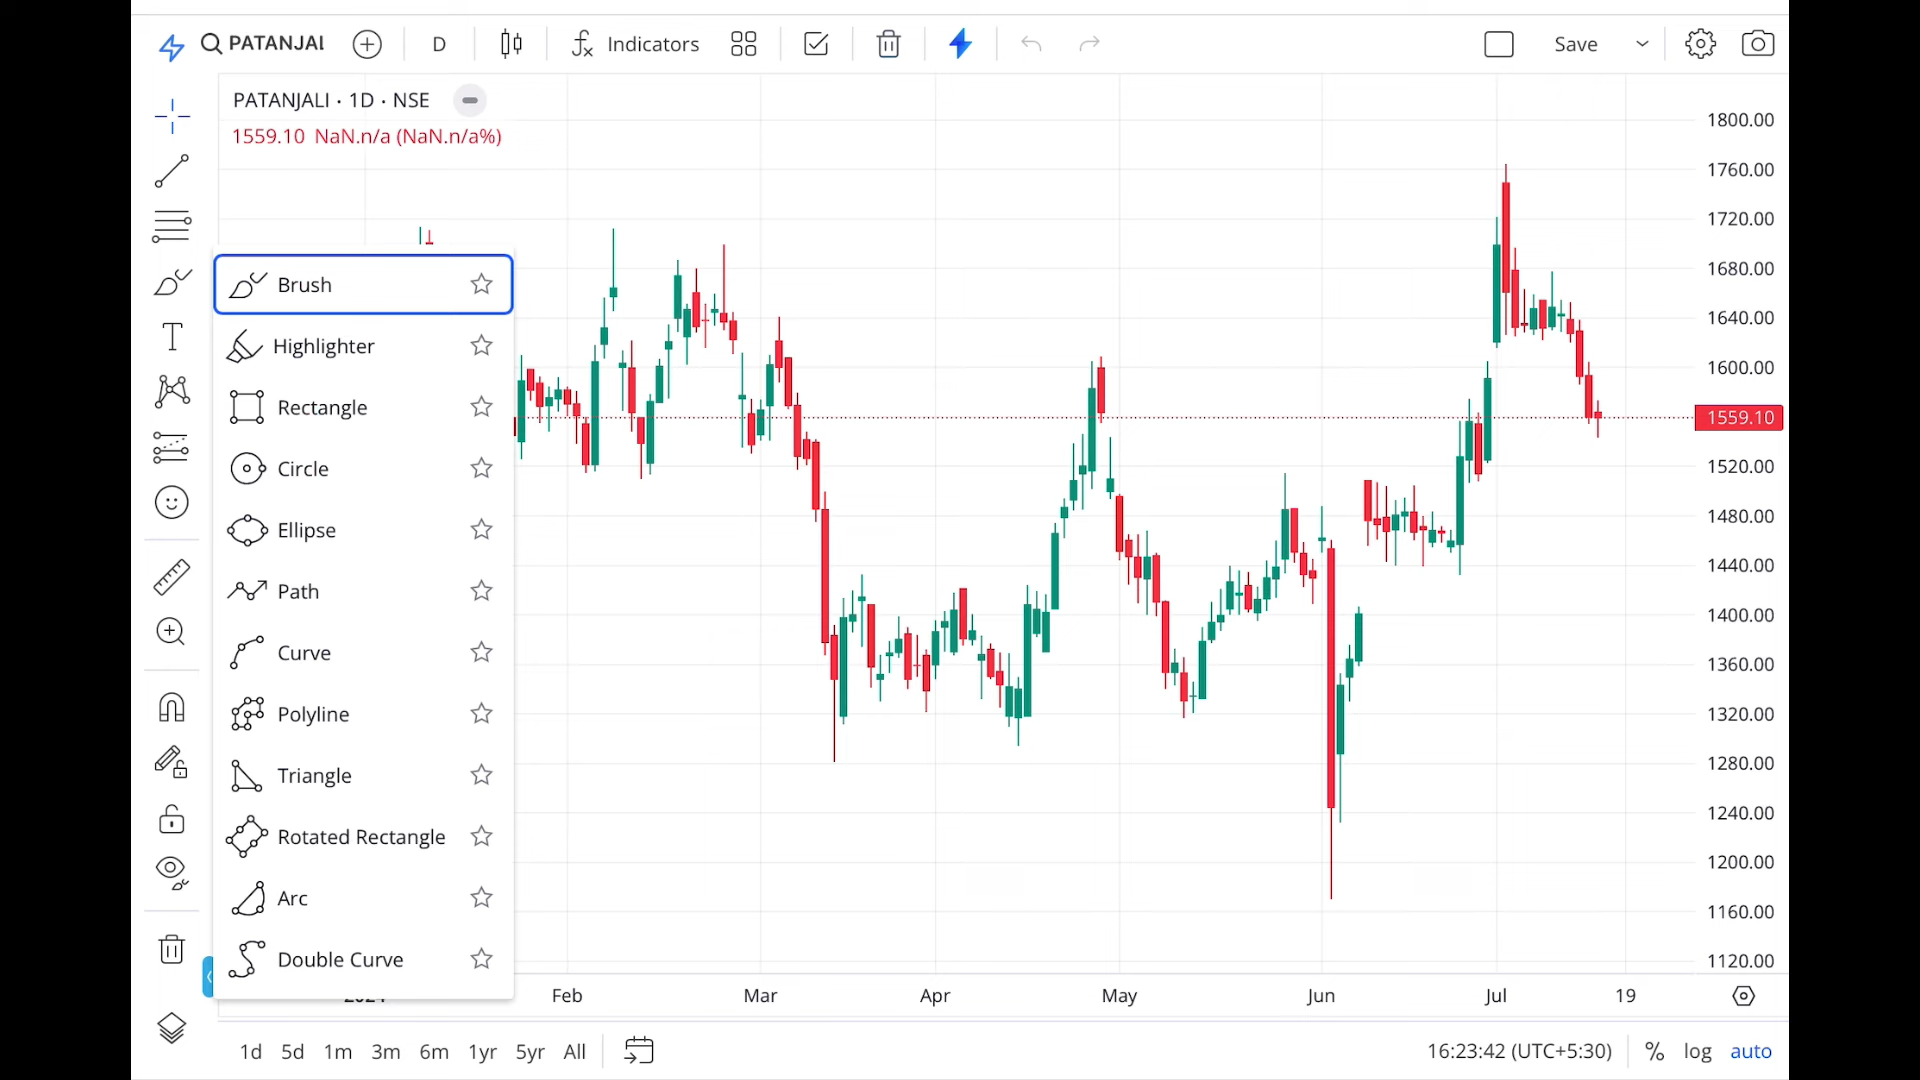 PATANJAI
D
Indicators
Save
PATANJALI · 1D · NSE
1559.10 NaN.n/a (NaN.n/a%)
Brush
Highlighter
Rectangle
Circle
Ellipse
Path
Curve
Polyline
Triangle
Rotated Rectangle
Arc
Double Curve
1800.00
1760.00
1720.00
1680.00
1640.00
1600.00
1559.10
1520.00
1480.00
1440.00
1400.00
1360.00
1320.00
1280.00
1240.00
1200.00
1160.00
1120.00
2024 Feb Mar Apr May Jun Jul 19
1d 5d 1m 3m 6m 1yr 5yr All
16:23:42 (UTC+5:30) % log auto